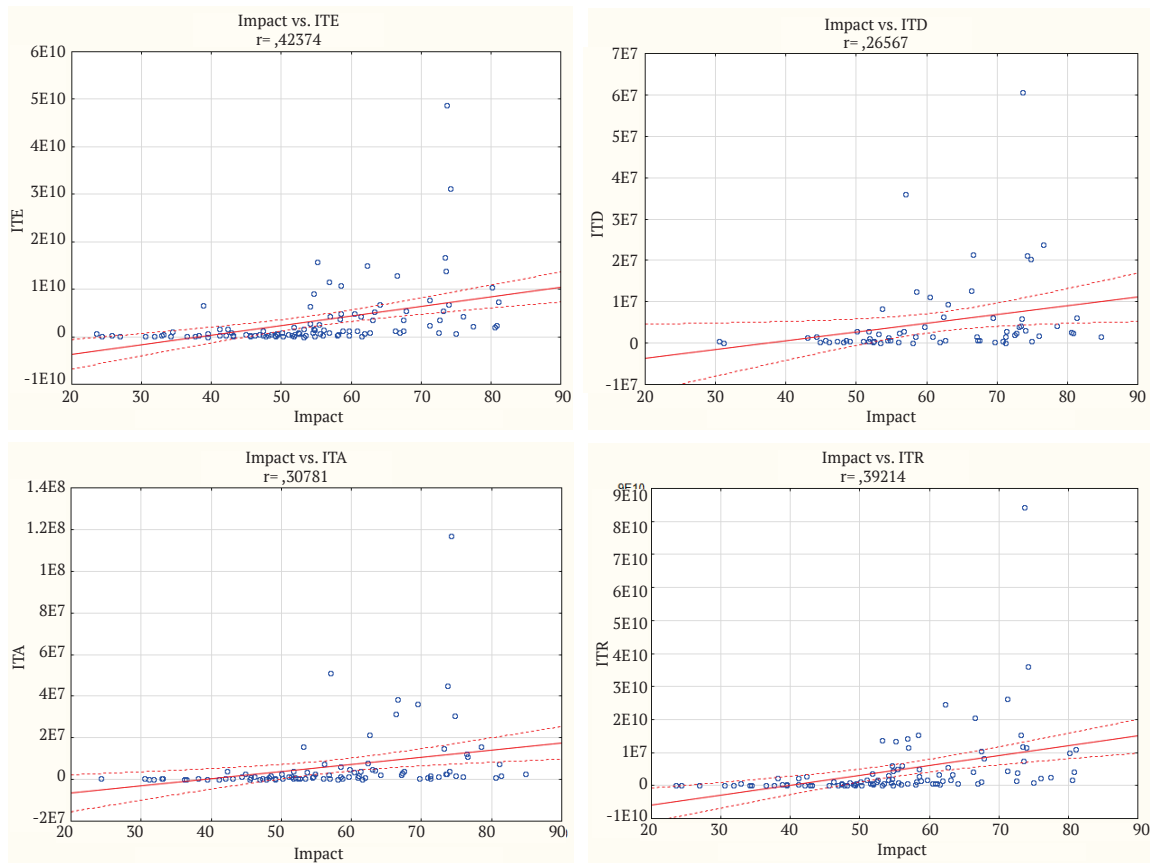 Impact vs. ITE
r= ,42374
6E10
5E10
4E10
3E10
2E10
1E10
0
-1E10
ITE
20 30 40 50 60 70 80 90
Impact
Impact vs. ITD
r= ,26567
7E7
6E7
5E7
4E7
3E7
2E7
1E7
0
-1E7
ITD
20 30 40 50 60 70 80 90
Impact
Impact vs. ITA
r= ,30781
1.4E8
1.2E8
1E8
8E7
6E7
4E7
2E7
0
-2E7
ITA
20 30 40 50 60 70 80 90
Impact
Impact vs. ITR
r= ,39214
9E10
9E10
8E10
7E10
6E10
5E10
4E10
3E10
2E10
1E10
0
-1E10
ITR
20 30 40 50 60 70 80 90
Impact